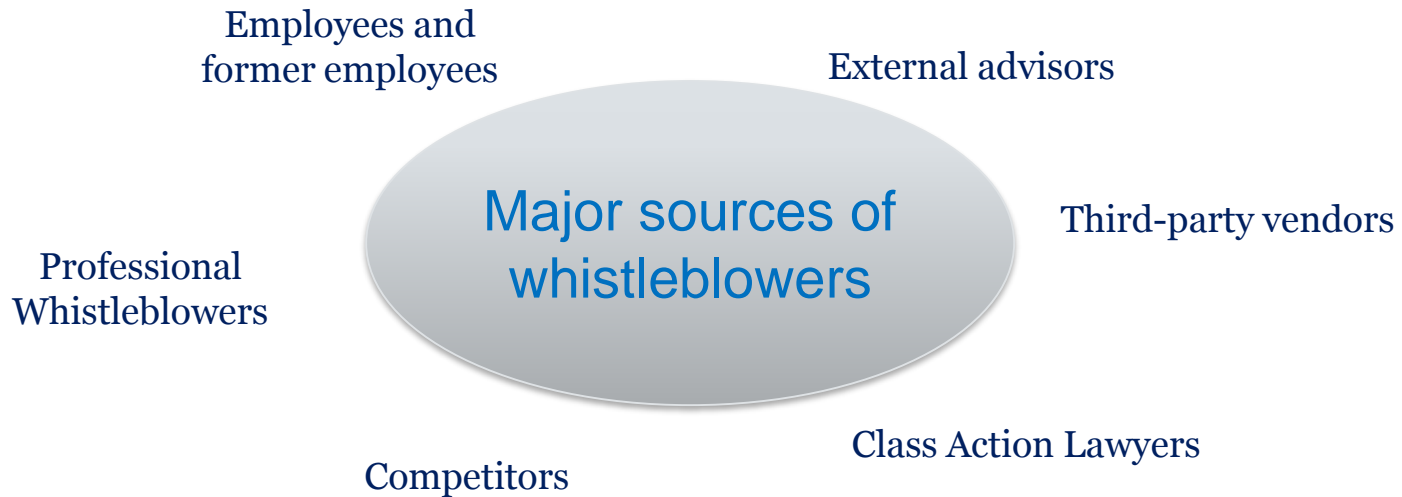 Employees and
former employees
External advisors
Major sources of
whistleblowers
Third-party vendors
Professional
Whistleblowers
Class Action Lawyers
Competitors